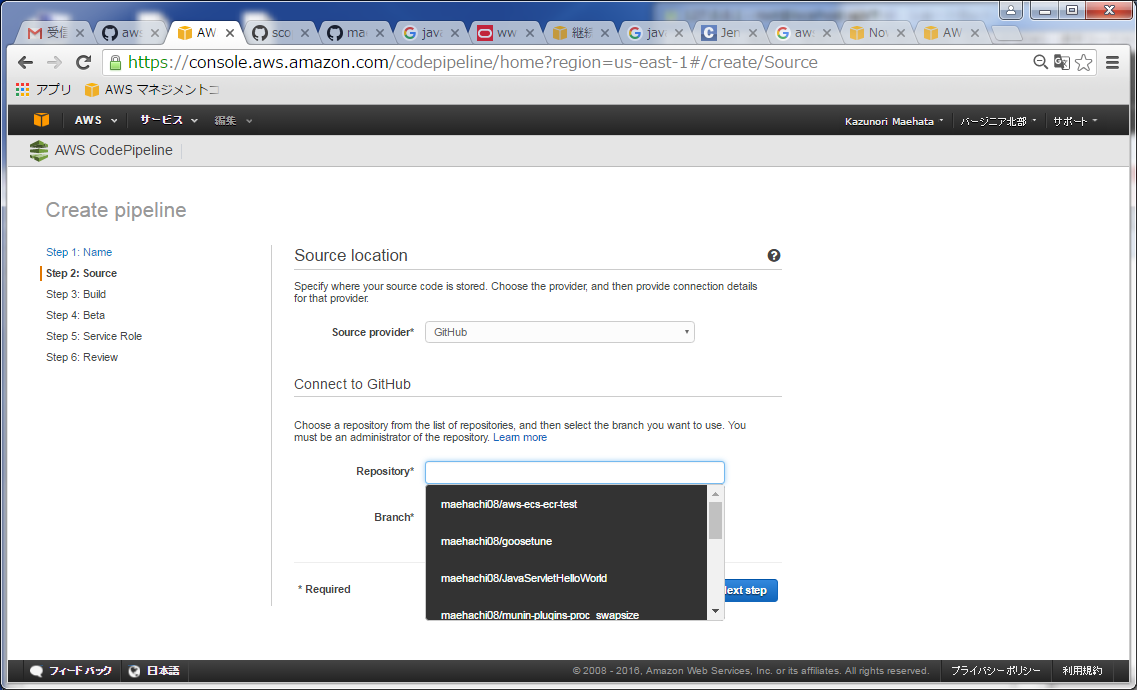 受信 aws AW sco ma java ww 継続 jav Jen aws Nov AW
https://console.aws.amazon.com/codepipeline/home?region=us-east-1#/create/Source
アプリ AWS マネジメントコ
AWS サービス 編集 Kazunori Maehata バージニア北部 サポート
AWS CodePipeline
Create pipeline
Step 1: Name
Step 2: Source
Step 3: Build
Step 4: Beta
Step 5: Service Role
Step 6: Review
Source location
Specify where your source code is stored. Choose the provider, and then provide connection details
for that provider.
Source provider* GitHub
Connect to GitHub
Choose a repository from the list of repositories, and then select the branch you want to use. You
must be an administrator of the repository. Learn more
Repository*
maehachi08/aws-ecs-ecr-test
Branch*
maehachi08/goosetune
maehachi08/JavaServletHelloWorld
* Required
ext step
maehachi08/munin-plugins-proc_swapsize
フィードバック 日本語 © 2008 - 2016, Amazon Web Services, Inc. or its affiliates. All rights reserved. プライバシーポリシー 利用規約